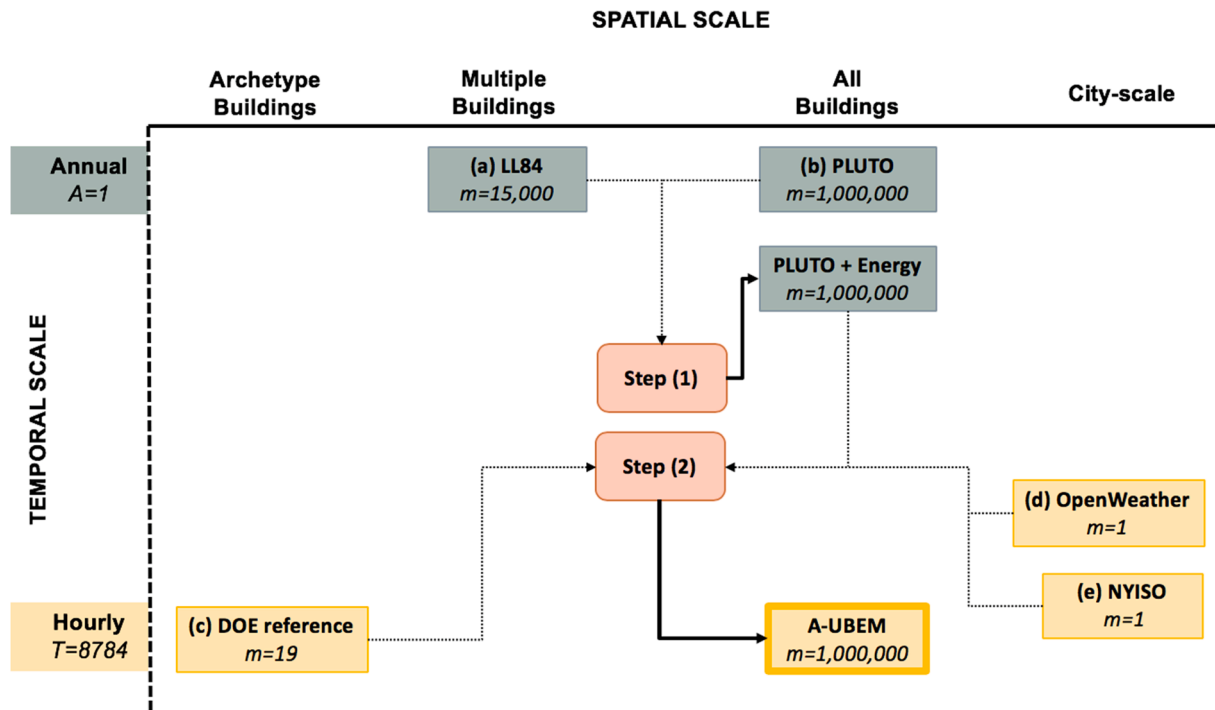 SPATIAL SCALE
Archetype
Buildings
Multiple
Buildings
All
Buildings
City-scale
Annual
A=1
(a) LL84
m=15,000
(b) PLUTO
m=1,000,000
PLUTO + Energy
m=1,000,000
TEMPORAL SCALE
Step (1)
Step (2)
(d) OpenWeather
m=1
(e) NYISO
m=1
Hourly
T=8784
(c) DOE reference
m=19
A-UBEM
m=1,000,000